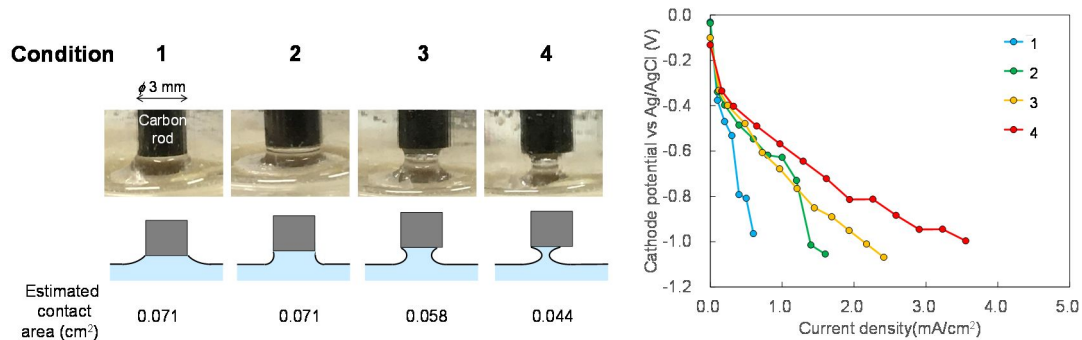 Condition 1 2 3 4
ϕ 3 mm
Carbon
rod
Estimated
contact
area (cm²)
0.071 0.071 0.058 0.044
Cathode potential vs Ag/AgCl (V)
0.0
-0.2
-0.4
-0.6
-0.8
-1.0
-1.2
0.0 1.0 2.0 3.0 4.0 5.0
Current density(mA/cm²)
1
2
3
4